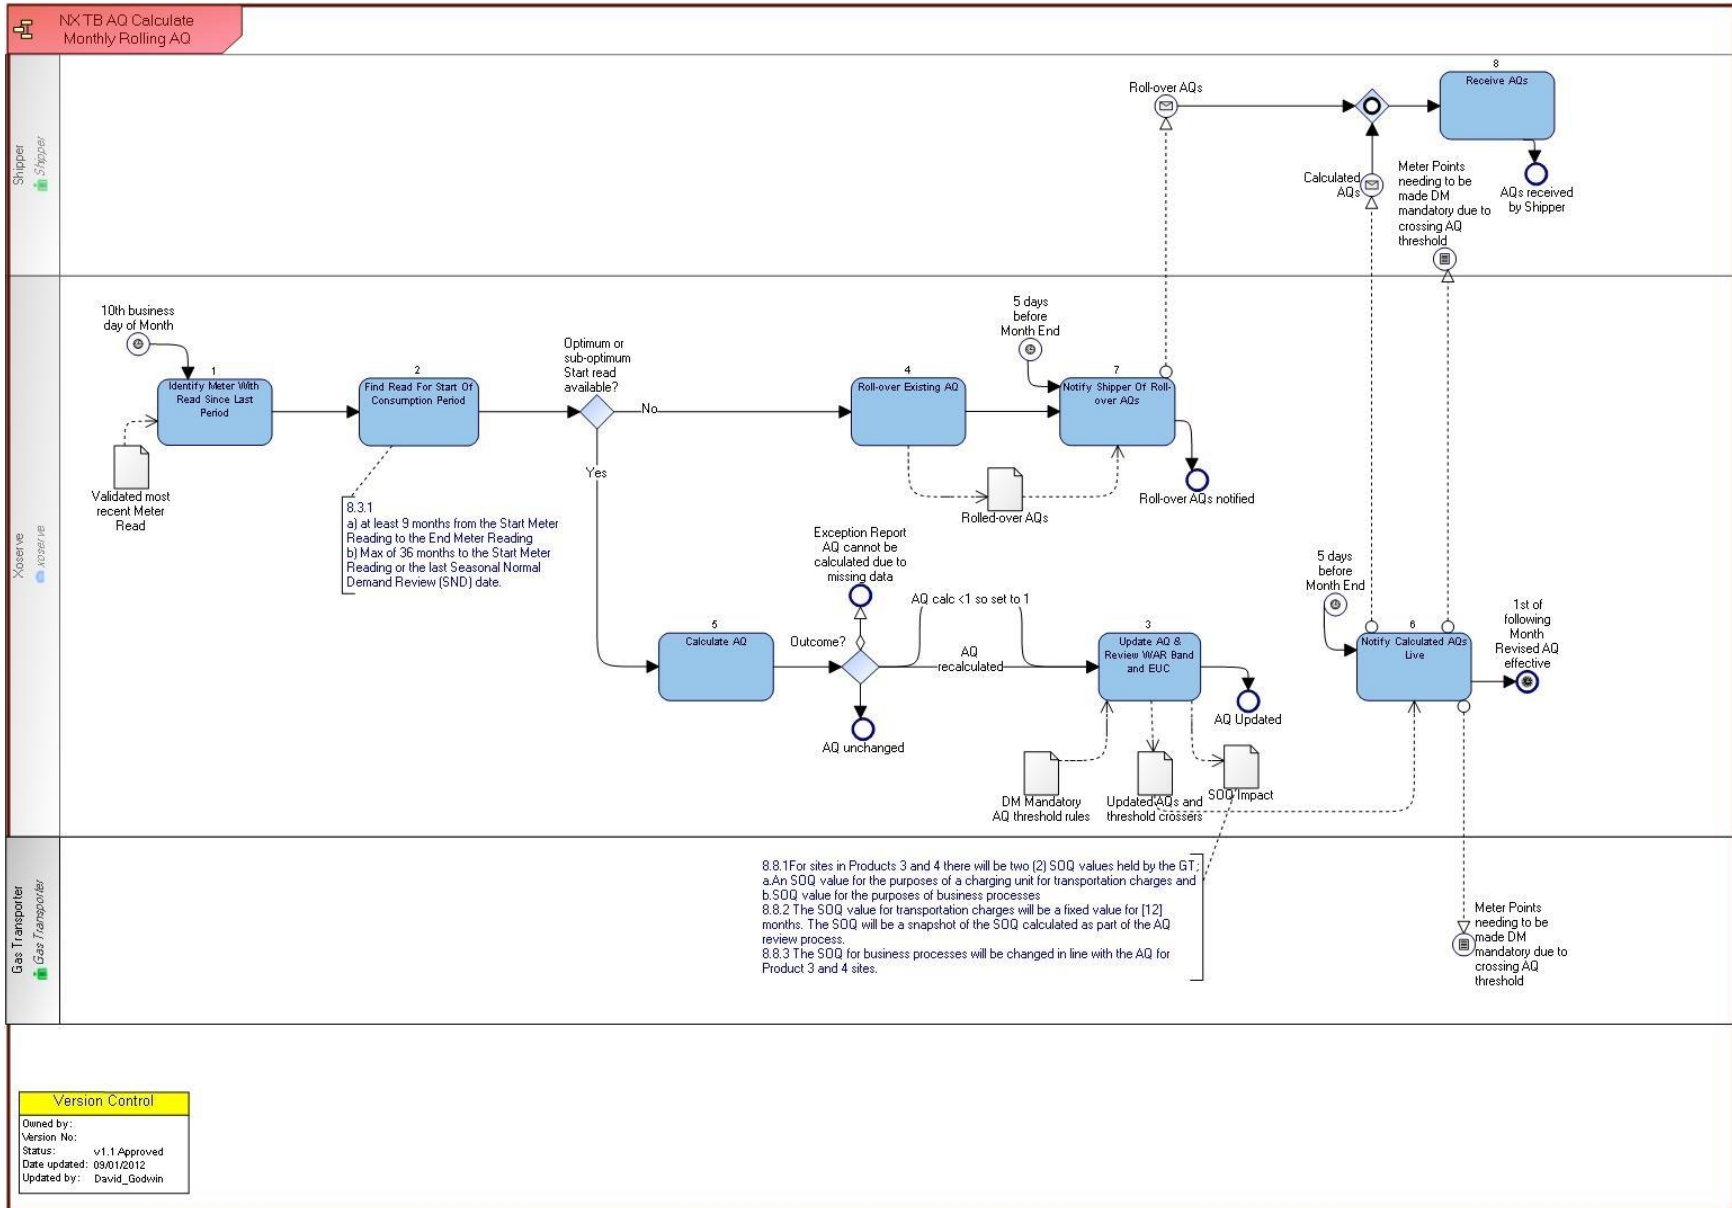 NX TB AQ Calculate
Monthly Rolling AQ
Shipper
Shipper
Roll-over AQs
8
Receive AQs
Calculated
AQs
Meter Points
needing to be
made DM
mandatory due to
crossing AQ
threshold
AQs received
by Shipper
Xoserve
xoserve
10th business
day of Month
1
Identify Meter With
Read Since Last
Period
Validated most
recent Meter
Read
2
Find Read For Start Of
Consumption Period
8.3.1
a) at least 9 months from the Start Meter
Reading to the End Meter Reading
b) Max of 36 months to the Start Meter
Reading or the last Seasonal Normal
Demand Review (SND) date.
Optimum or
sub-optimum
Start read
available?
No
Yes
4
Roll-over Existing AQ
Rolled-over AQs
5 days
before
Month End
7
Notify Shipper Of Roll-
over AQs
Roll-over AQs notified
5
Calculate AQ
Outcome?
Exception Report
AQ cannot be
calculated due to
missing data
AQ unchanged
AQ calc <1 so set to 1
AQ
recalculated
3
Update AQ &
Review WAR Band
and EUC
AQ Updated
DM Mandatory
AQ threshold rules
Updated AQs and
threshold crossers
SOQ Impact
5 days
before
Month End
6
Notify Calculated AQs
Live
1st of
following
Month
Revised AQ
effective
Gas Transporter
Gas Transporter
8.8.1For sites in Products 3 and 4 there will be two (2) SOQ values held by the GT;
a.An SOQ value for the purposes of a charging unit for transportation charges and
b.SOQ value for the purposes of business processes
8.8.2 The SOQ value for transportation charges will be a fixed value for [12]
months. The SOQ will be a snapshot of the SOQ calculated as part of the AQ
review process.
8.8.3 The SOQ for business processes will be changed in line with the AQ for
Product 3 and 4 sites.
Meter Points
needing to be
made DM
mandatory due to
crossing AQ
threshold
Version Control
Owned by:
Version No:
Status: v1.1 Approved
Date updated: 09/01/2012
Updated by: David_Godwin